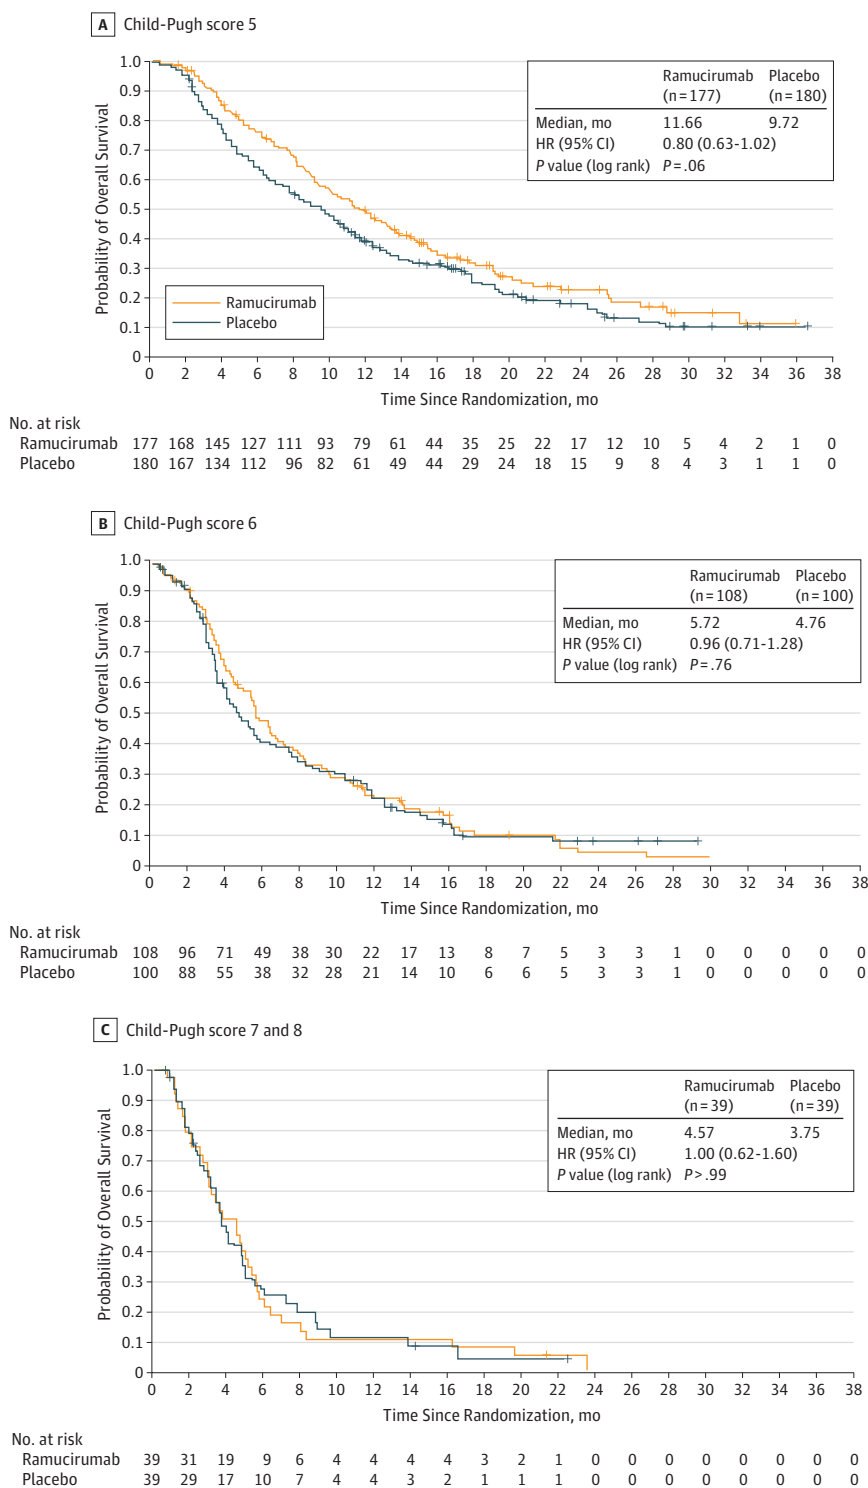 A Child-Pugh score 5
Ramucirumab Placebo
(n = 177) (n = 180)
Median, mo 11.66 9.72
HR (95% CI) 0.80 (0.63-1.02)
P value (log rank) P = .06
Probability of Overall Survival
1.0
0.9
0.8
0.7
0.6
0.5
0.4
0.3
0.2
0.1
0
Ramucirumab
Placebo
0 2 4 6 8 10 12 14 16 18 20 22 24 26 28 30 32 34 36 38
Time Since Randomization, mo
No. at risk
Ramucirumab 177 168 145 127 111 93 79 61 44 35 25 22 17 12 10 5 4 2 1 0
Placebo 180 167 134 112 96 82 61 49 44 29 24 18 15 9 8 4 3 1 1 0
B Child-Pugh score 6
Ramucirumab Placebo
(n = 108) (n = 100)
Median, mo 5.72 4.76
HR (95% CI) 0.96 (0.71-1.28)
P value (log rank) P = .76
Probability of Overall Survival
1.0
0.9
0.8
0.7
0.6
0.5
0.4
0.3
0.2
0.1
0
0 2 4 6 8 10 12 14 16 18 20 22 24 26 28 30 32 34 36 38
Time Since Randomization, mo
No. at risk
Ramucirumab 108 96 71 49 38 30 22 17 13 8 7 5 3 3 1 0 0 0 0 0
Placebo 100 88 55 38 32 28 21 14 10 6 6 5 3 3 1 0 0 0 0 0
C Child-Pugh score 7 and 8
Ramucirumab Placebo
(n = 39) (n = 39)
Median, mo 4.57 3.75
HR (95% CI) 1.00 (0.62-1.60)
P value (log rank) P > .99
Probability of Overall Survival
1.0
0.9
0.8
0.7
0.6
0.5
0.4
0.3
0.2
0.1
0
0 2 4 6 8 10 12 14 16 18 20 22 24 26 28 30 32 34 36 38
Time Since Randomization, mo
No. at risk
Ramucirumab 39 31 19 9 6 4 4 4 4 3 2 1 0 0 0 0 0 0 0 0
Placebo 39 29 17 10 7 4 4 3 2 1 1 1 0 0 0 0 0 0 0 0